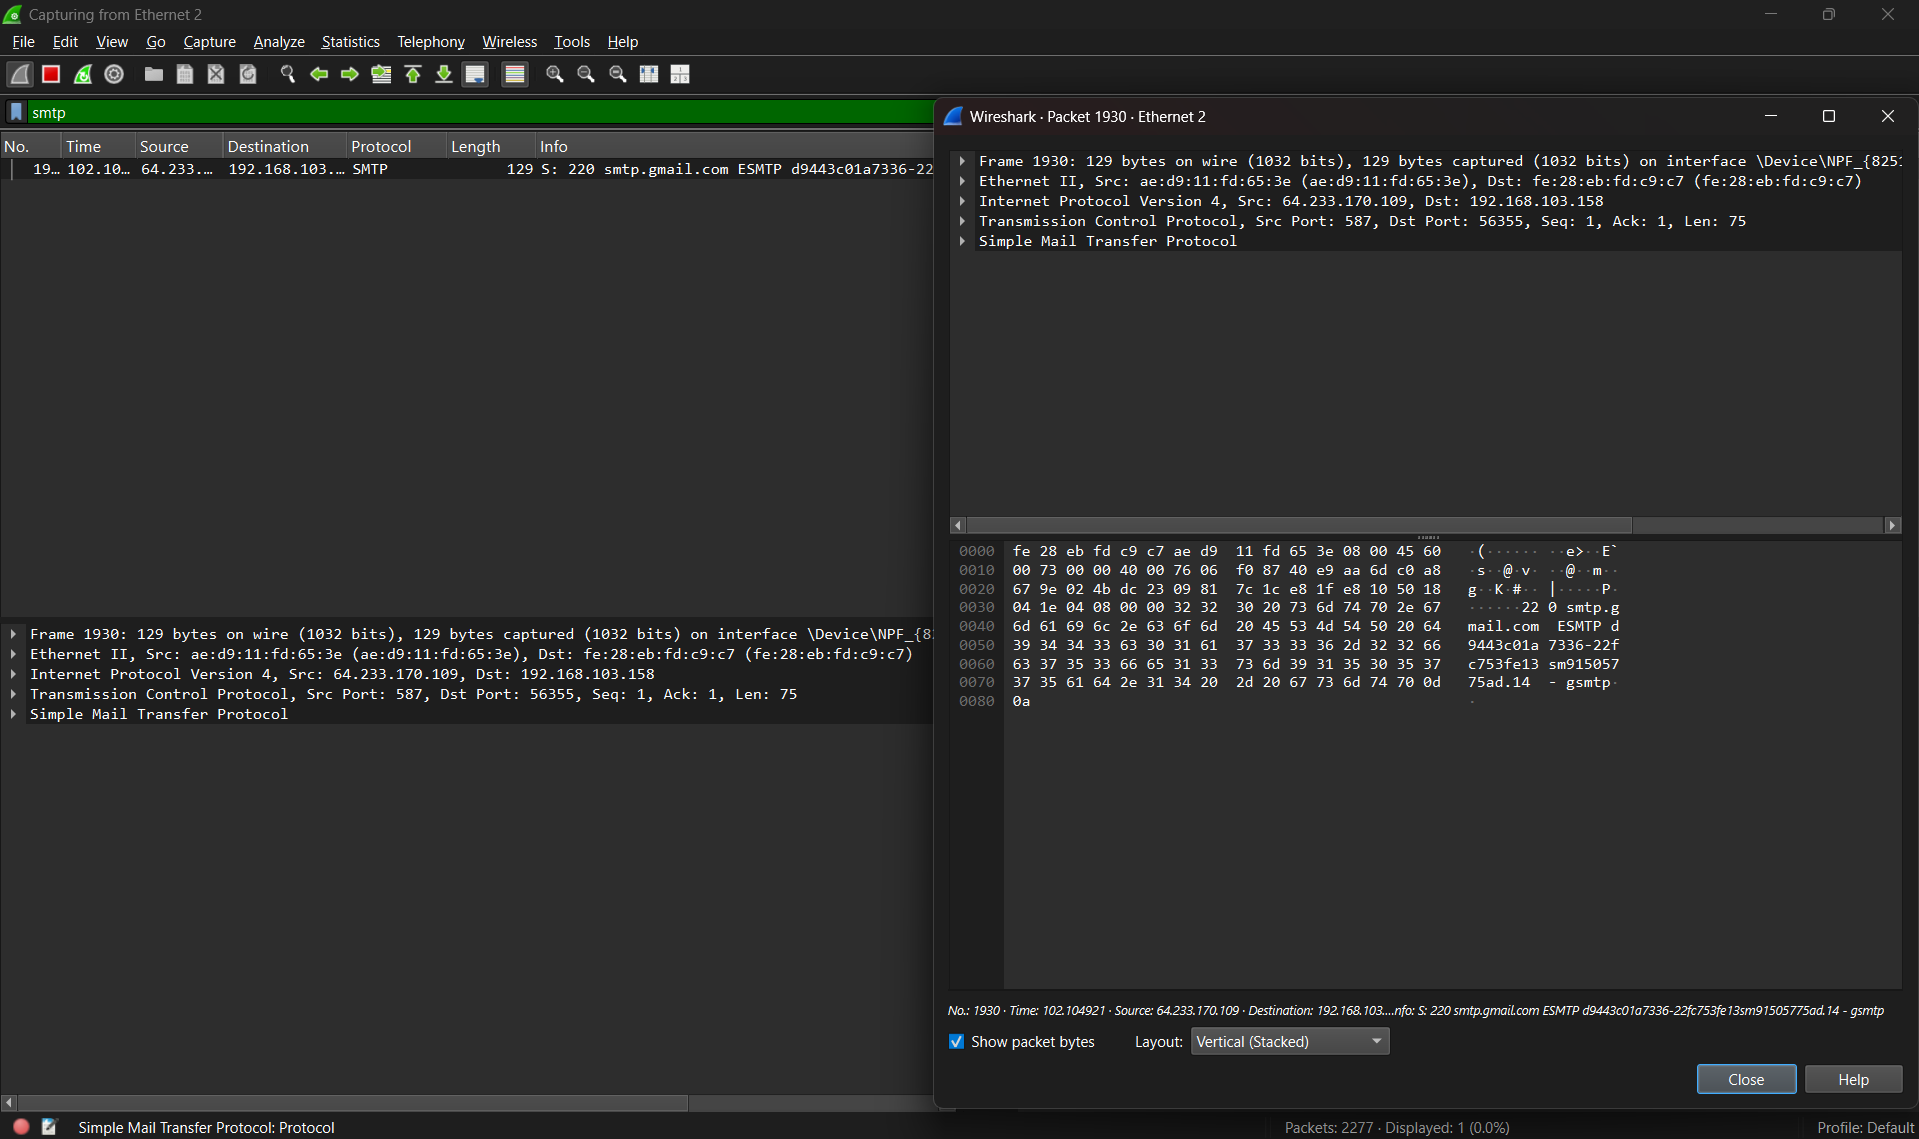 Capturing from Ethernet 2
File Edit View Go Capture Analyze Statistics Telephony Wireless Tools Help
smtp
No. Time Source Destination Protocol Length Info
19… 102.10… 64.233.… 192.168.103.… SMTP 129 S: 220 smtp.gmail.com ESMTP d9443c01a7336-22
Frame 1930: 129 bytes on wire (1032 bits), 129 bytes captured (1032 bits) on interface \Device\NPF_{8
Ethernet II, Src: ae:d9:11:fd:65:3e (ae:d9:11:fd:65:3e), Dst: fe:28:eb:fd:c9:c7 (fe:28:eb:fd:c9:c7)
Internet Protocol Version 4, Src: 64.233.170.109, Dst: 192.168.103.158
Transmission Control Protocol, Src Port: 587, Dst Port: 56355, Seq: 1, Ack: 1, Len: 75
Simple Mail Transfer Protocol
Wireshark · Packet 1930 · Ethernet 2
Frame 1930: 129 bytes on wire (1032 bits), 129 bytes captured (1032 bits) on interface \Device\NPF_{825
Ethernet II, Src: ae:d9:11:fd:65:3e (ae:d9:11:fd:65:3e), Dst: fe:28:eb:fd:c9:c7 (fe:28:eb:fd:c9:c7)
Internet Protocol Version 4, Src: 64.233.170.109, Dst: 192.168.103.158
Transmission Control Protocol, Src Port: 587, Dst Port: 56355, Seq: 1, Ack: 1, Len: 75
Simple Mail Transfer Protocol
0000 fe 28 eb fd c9 c7 ae d9 11 fd 65 3e 08 00 45 60 ·(······ ··e>··E`
0010 00 73 00 00 40 00 76 06 f0 87 40 e9 aa 6d c0 a8 ·s··@·v· ··@··m··
0020 67 9e 02 4b dc 23 09 81 7c 1c e8 1f e8 10 50 18 g··K·#·· |·····P·
0030 04 1e 04 08 00 00 32 32 30 20 73 6d 74 70 2e 67 ······22 0 smtp.g
0040 6d 61 69 6c 2e 63 6f 6d 20 45 53 4d 54 50 20 64 mail.com ESMTP d
0050 39 34 34 33 63 30 31 61 37 33 33 36 2d 32 32 66 9443c01a 7336-22f
0060 63 37 35 33 66 65 31 33 73 6d 39 31 35 30 35 37 c753fe13 sm915057
0070 37 35 61 64 2e 31 34 20 2d 20 67 73 6d 74 70 0d 75ad.14 - gsmtp·
0080 0a ·
No.: 1930 · Time: 102.104921 · Source: 64.233.170.109 · Destination: 192.168.103.…nfo: S: 220 smtp.gmail.com ESMTP d9443c01a7336-22fc753fe13sm91505775ad.14 - gsmtp
Show packet bytes Layout: Vertical (Stacked)
Close Help
Simple Mail Transfer Protocol: Protocol Packets: 2277 · Displayed: 1 (0.0%) Profile: Default